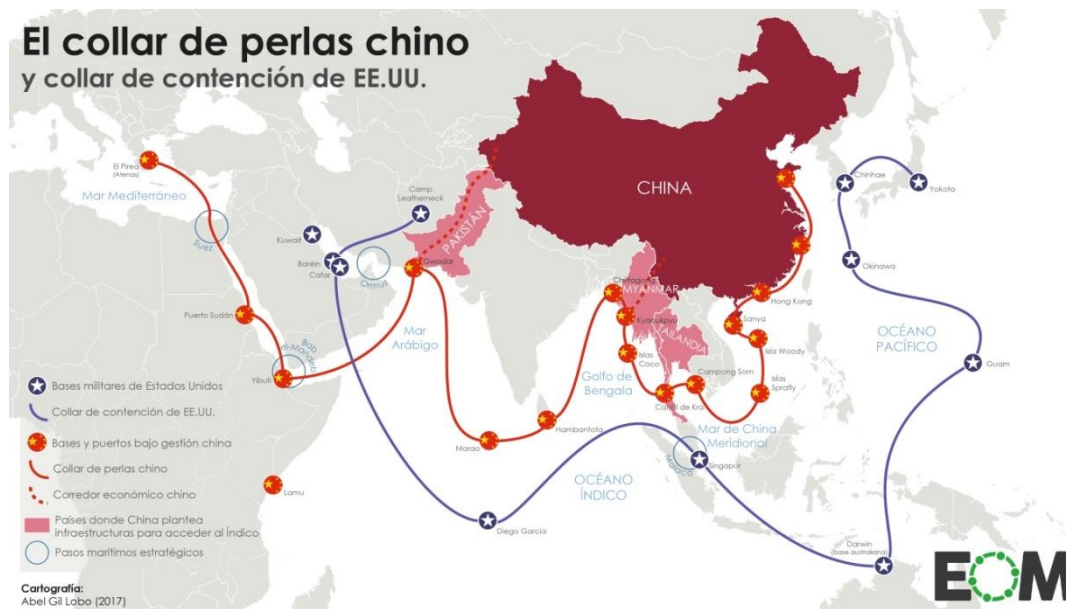 El collar de perlas chino
y collar de contención de EE.UU.
El Pireo
(Atenas)
Mar Mediterráneo
Suez
Kuwait
Baréin
Catar
Camp
Leatherneck
Ormuz
PAKISTÁN
Gwadar
CHINA
Chinhae
Yokota
Okinawa
Puerto Sudán
Bab
el-Mandeb
Yibuti
Mar
Arábigo
Chittagong
MYANMAR
Kyaukpyu
TAILANDIA
Hong Kong
Sanya
Isla Woody
Islas
Coco
Golfo de
Bengala
Campong Som
Islas
Spratly
Canal de Kra
Mar de China
Meridional
OCÉANO
PACÍFICO
Guam
Marao
Hambantota
Malaca
Singapur
OCÉANO
ÍNDICO
Lamu
Diego García
Darwin
(base australiana)
Bases militares de Estados Unidos
Collar de contención de EE.UU.
Bases y puertos bajo gestión china
Collar de perlas chino
Corredor económico chino
Países donde China plantea
infraestructuras para acceder al Índico
Pasos marítimos estratégicos
Cartografía:
Abel Gil Lobo (2017)
EOM